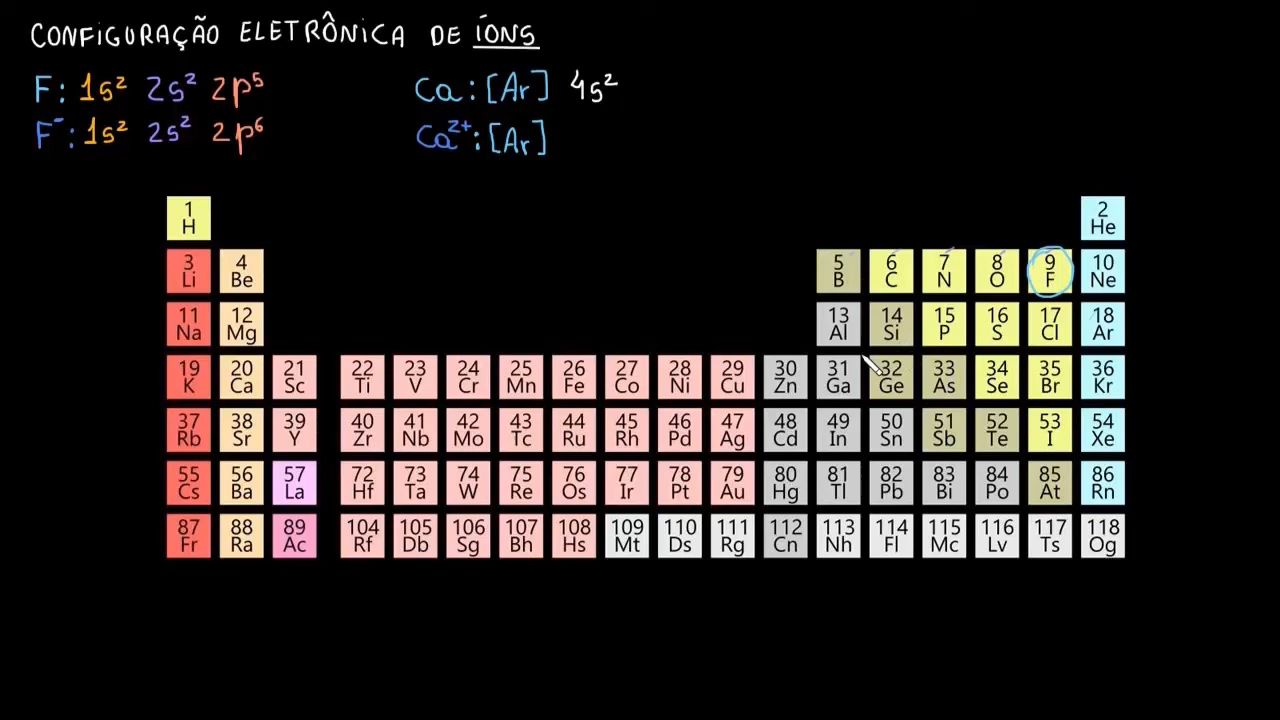 CONFIGURAÇÃO ELETRÔNICA DE ÍONS
F: 1s² 2s² 2p⁵ Ca: [Ar] 4s²
F⁻: 1s² 2s² 2p⁶ Ca²⁺: [Ar]
1 2
H He
3 4 5 6 7 8 9 10
Li Be B C N O F Ne
11 12 13 14 15 16 17 18
Na Mg Al Si P S Cl Ar
19 20 21 22 23 24 25 26 27 28 29 30 31 32 33 34 35 36
K Ca Sc Ti V Cr Mn Fe Co Ni Cu Zn Ga Ge As Se Br Kr
37 38 39 40 41 42 43 44 45 46 47 48 49 50 51 52 53 54
Rb Sr Y Zr Nb Mo Tc Ru Rh Pd Ag Cd In Sn Sb Te I Xe
55 56 57 72 73 74 75 76 77 78 79 80 81 82 83 84 85 86
Cs Ba La Hf Ta W Re Os Ir Pt Au Hg Tl Pb Bi Po At Rn
87 88 89 104 105 106 107 108 109 110 111 112 113 114 115 116 117 118
Fr Ra Ac Rf Db Sg Bh Hs Mt Ds Rg Cn Nh Fl Mc Lv Ts Og